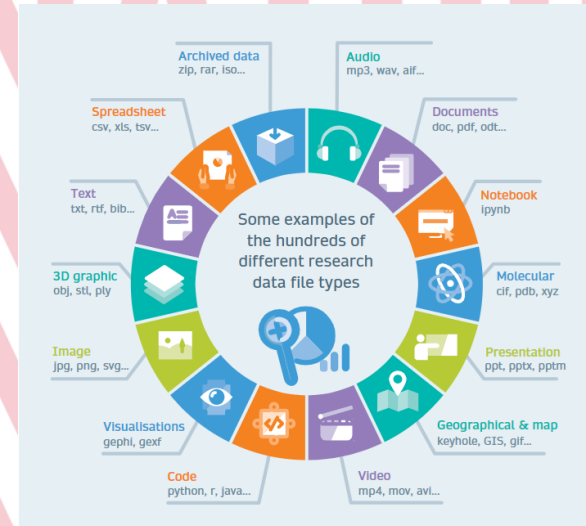 Archived data
zip, rar, iso...
Audio
mp3, wav, aif...
Spreadsheet
csv, xls, tsv...
Documents
doc, pdf, odt...
Text
txt, rtf, bib...
Notebook
ipynb
Some examples of
the hundreds of
different research
data file types
3D graphic
obj, stl, ply
Molecular
cif, pdb, xyz
Image
jpg, png, svg...
Presentation
ppt, pptx, pptm
Visualisations
gephi, gexf
Geographical & map
keyhole, GIS, glf...
Code
python, r, java...
Video
mp4, mov, avi...